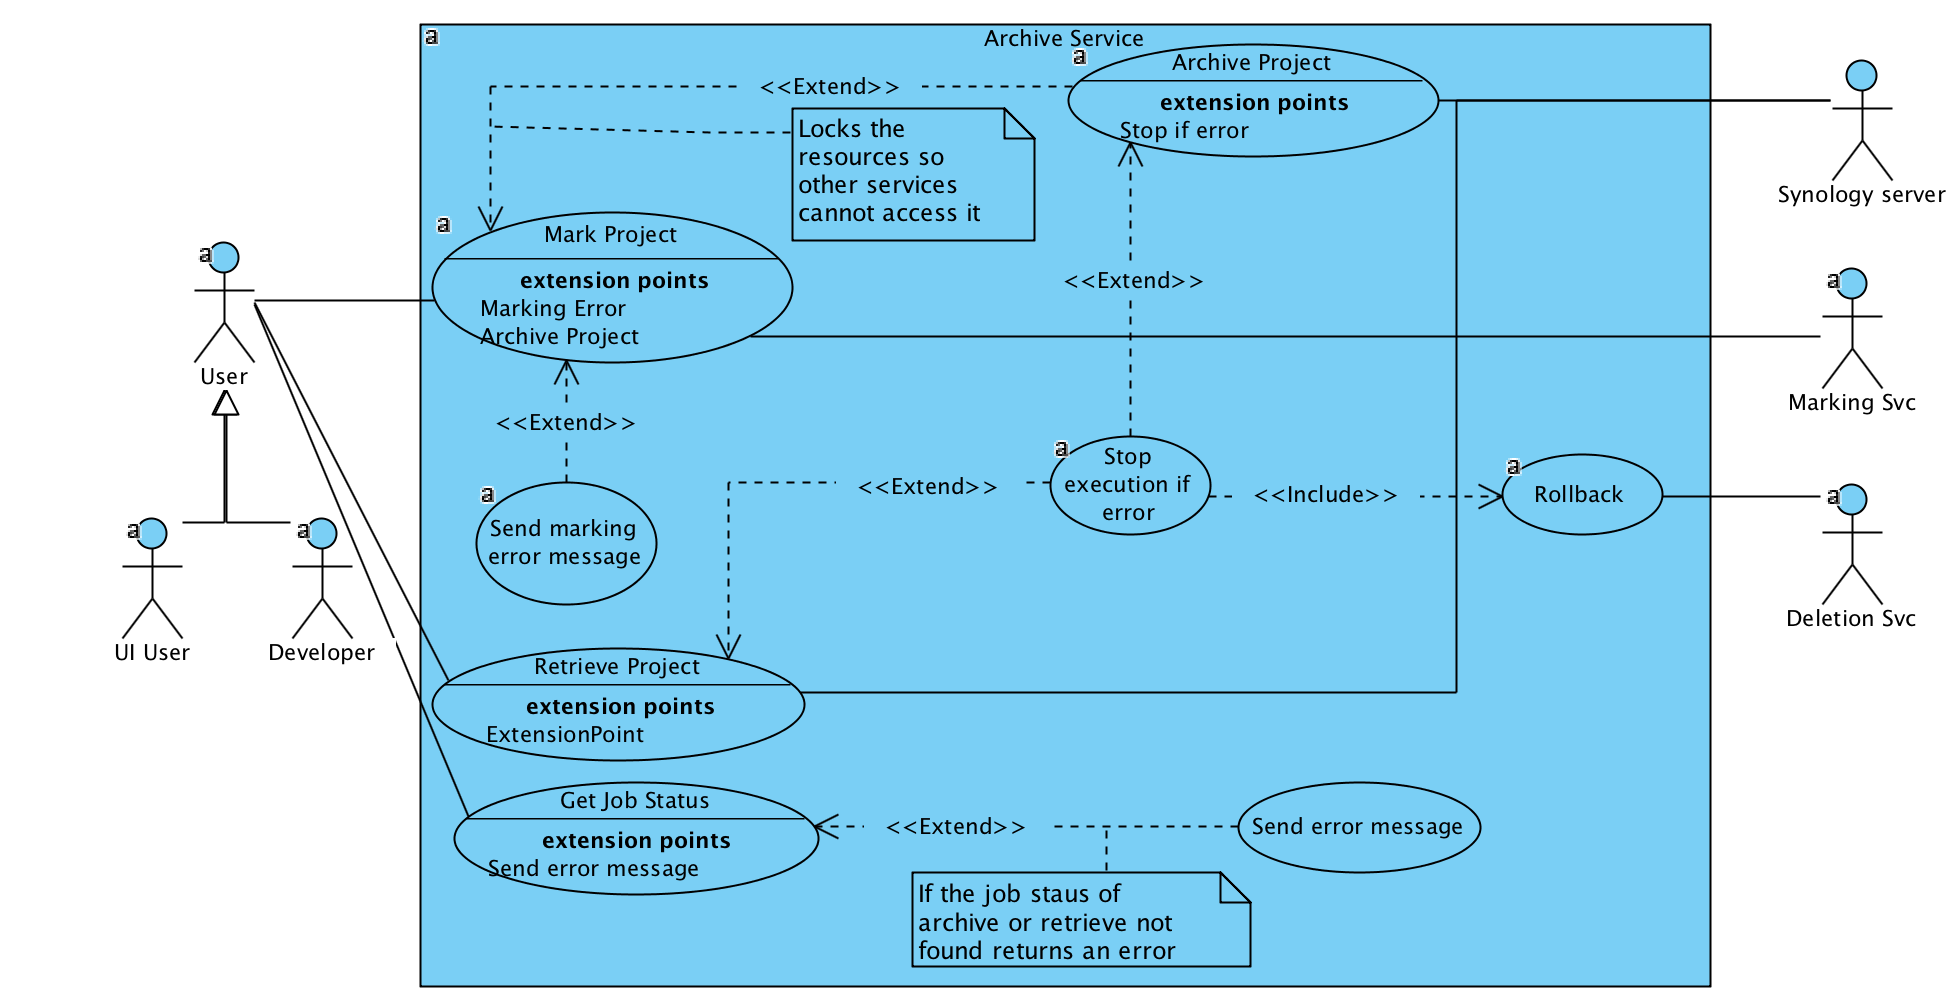 a
Archive Service
a
Archive Project
extension points
Stop if error
<<Extend>>
Locks the
resources so
other services
cannot access it
Synology server
a
Mark Project
extension points
Marking Error
Archive Project
a
User
<<Extend>>
a
Marking Svc
<<Extend>>
a
Send marking
error message
<<Extend>>
a
Stop
execution if
error
<<Include>>
a
Rollback
a
Deletion Svc
a
UI User
a
Developer
Retrieve Project
extension points
ExtensionPoint
Get Job Status
extension points
Send error message
<<Extend>>
Send error message
If the job staus of
archive or retrieve not
found returns an error